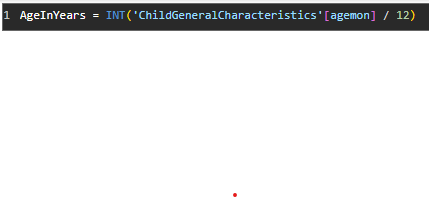 1 AgeInYears = INT('ChildGeneralCharacteristics'[agemon] / 12)